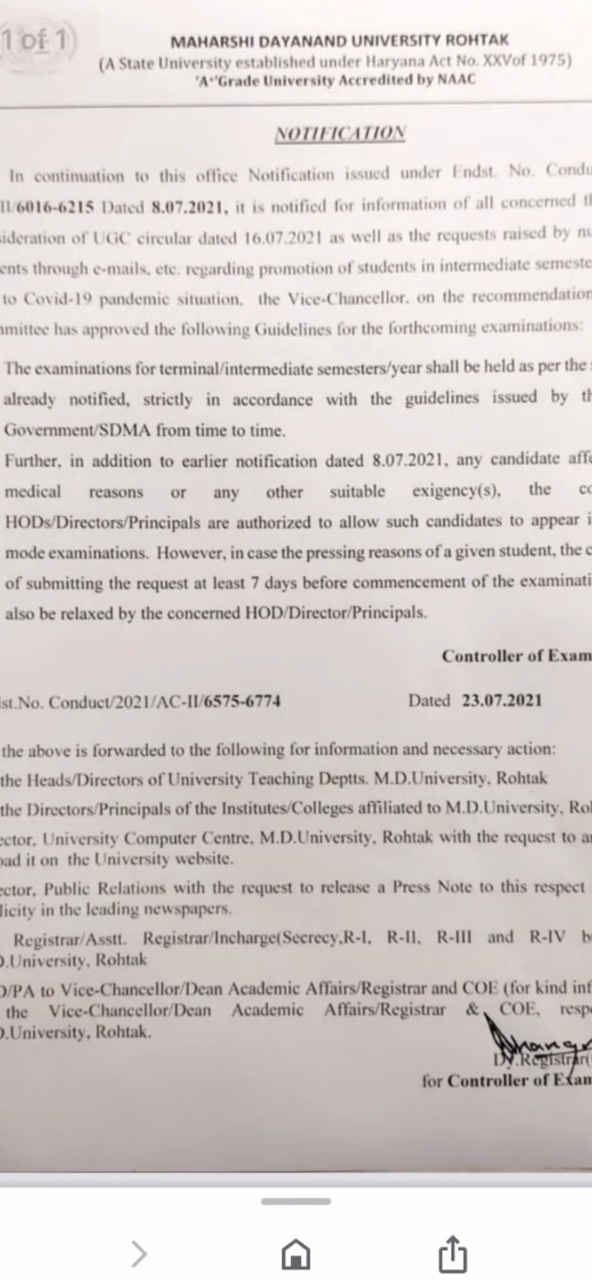 1 of 1
MAHARSHI DAYANAND UNIVERSITY ROHTAK
(A State University established under Haryana Act No. XXVof 1975)
'A+'Grade University Accredited by NAAC
NOTIFICATION
In continuation to this office Notification issued under Endst. No. Condu
II/6016-6215 Dated 8.07.2021, it is notified for information of all concerned th
ideration of UGC circular dated 16.07.2021 as well as the requests raised by nu
ents through e-mails, etc. regarding promotion of students in intermediate semeste
to Covid-19 pandemic situation, the Vice-Chancellor, on the recommendation
mmittee has approved the following Guidelines for the forthcoming examinations:
The examinations for terminal/intermediate semesters/year shall be held as per the
already notified, strictly in accordance with the guidelines issued by th
Government/SDMA from time to time.
Further, in addition to earlier notification dated 8.07.2021, any candidate affe
medical reasons or any other suitable exigency(s), the co
HODs/Directors/Principals are authorized to allow such candidates to appear i
mode examinations. However, in case the pressing reasons of a given student, the c
of submitting the request at least 7 days before commencement of the examinati
also be relaxed by the concerned HOD/Director/Principals.
Controller of Exam
st.No. Conduct/2021/AC-II/6575-6774 Dated 23.07.2021
the above is forwarded to the following for information and necessary action:
the Heads/Directors of University Teaching Deptts. M.D.University, Rohtak
the Directors/Principals of the Institutes/Colleges affiliated to M.D.University, Ro
ector, University Computer Centre, M.D.University, Rohtak with the request to a
oad it on the University website.
ector, Public Relations with the request to release a Press Note to this respect
licity in the leading newspapers.
Registrar/Asstt. Registrar/Incharge(Secrecy,R-I, R-II, R-III and R-IV b
D.University, Rohtak
O/PA to Vice-Chancellor/Dean Academic Affairs/Registrar and COE (for kind inf
the Vice-Chancellor/Dean Academic Affairs/Registrar & COE, resp
D.University, Rohtak.
Dy.Registrar(
for Controller of Exam